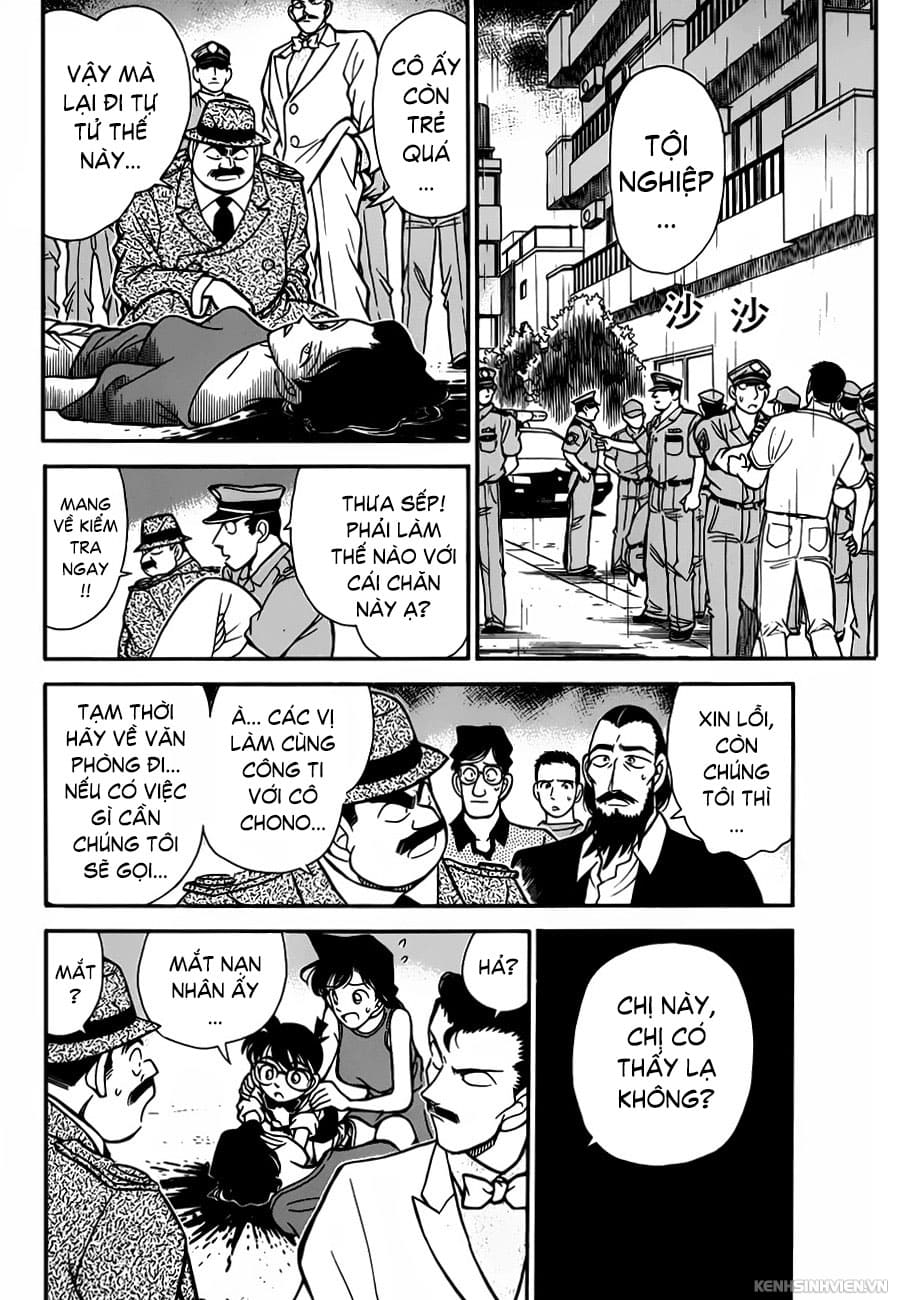 TỘI
NGHIỆP
...
沙 沙
CÔ ẤY
CÒN
TRẺ
QUÁ
...
VẬY MÀ
LẠI ĐI TỰ
TỬ THẾ
NÀY...
THƯA SẾP!
PHẢI LÀM
THẾ NÀO VỚI
CÁI CHĂN
NÀY Ạ?
MANG
VỀ KIỂM
TRA
NGAY
!!
XIN LỖI,
CÒN
CHÚNG
TÔI THÌ
...
À... CÁC VỊ
LÀM CÙNG
CÔNG TI
VỚI CÔ
CHONO...
TẠM THỜI
HÃY VỀ VĂN
PHÒNG ĐI...
NẾU CÓ VIỆC
GÌ CẦN
CHÚNG TÔI
SẼ GỌI...
CHỊ NÀY,
CHỊ CÓ
THẤY LẠ
KHÔNG?
HẢ?
MẮT NẠN
NHÂN ẤY
...
MẮT
?
KENHSINHVIEN.VN